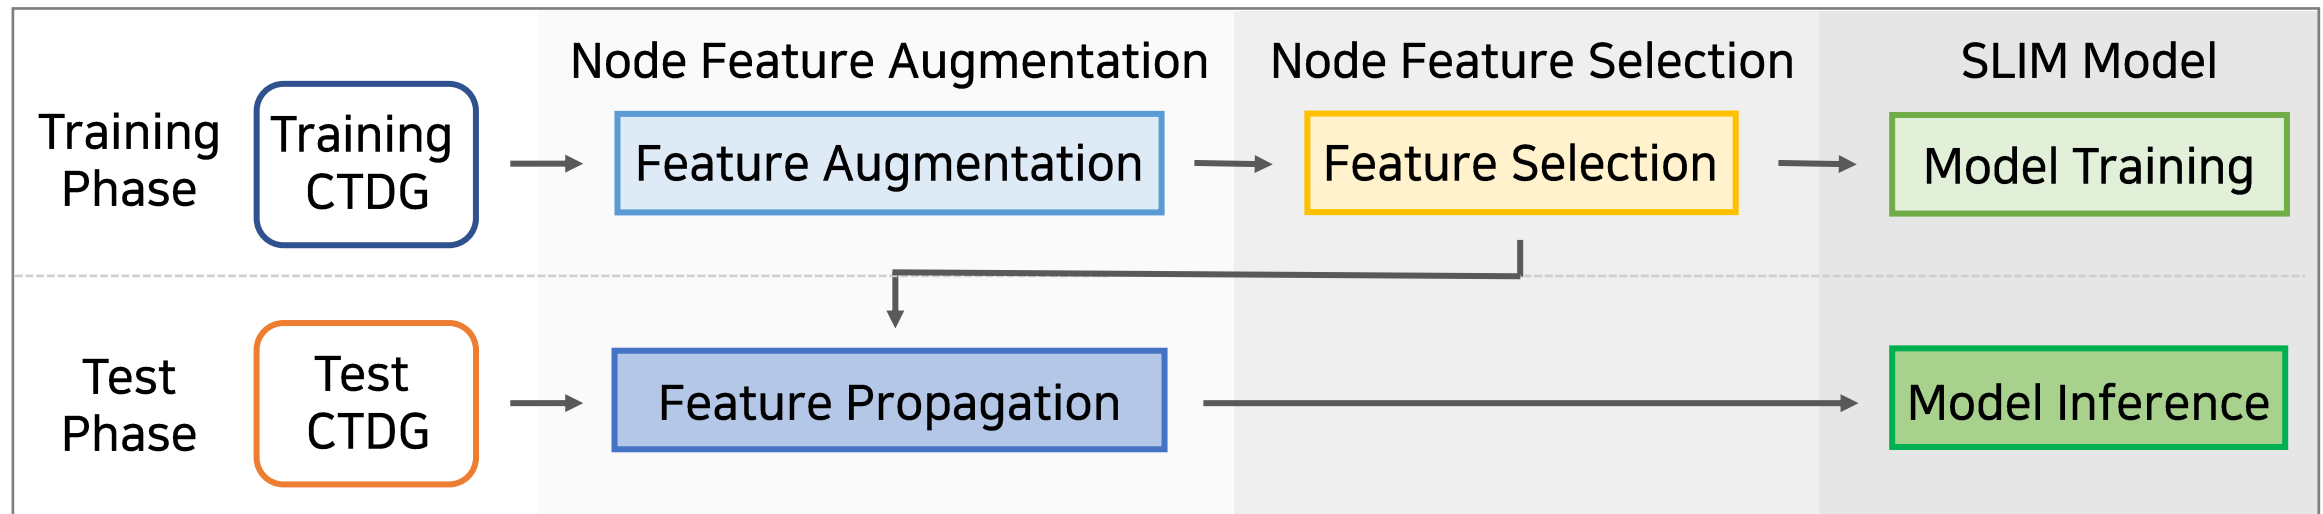 Node Feature Augmentation
Node Feature Selection
SLIM Model
Training
Phase
Training
CTDG
Feature Augmentation
Feature Selection
Model Training
Test
Phase
Test
CTDG
Feature Propagation
Model Inference